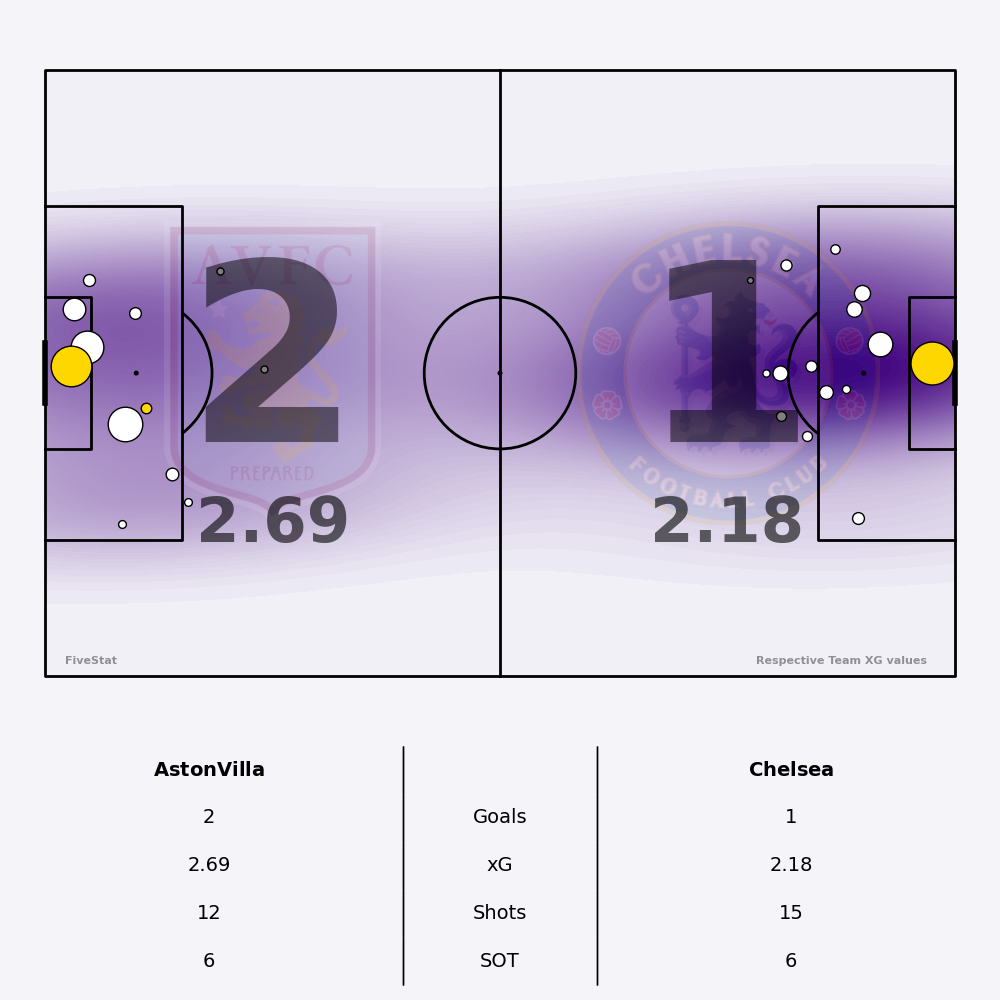 AVFC
CHELSEA
2
1
PREPARED
FOOTBALL CLUB
2.69
2.18
FiveStat
Respective Team XG values
AstonVilla
Chelsea
2 Goals 1
2.69 xG 2.18
12 Shots 15
6 SOT 6